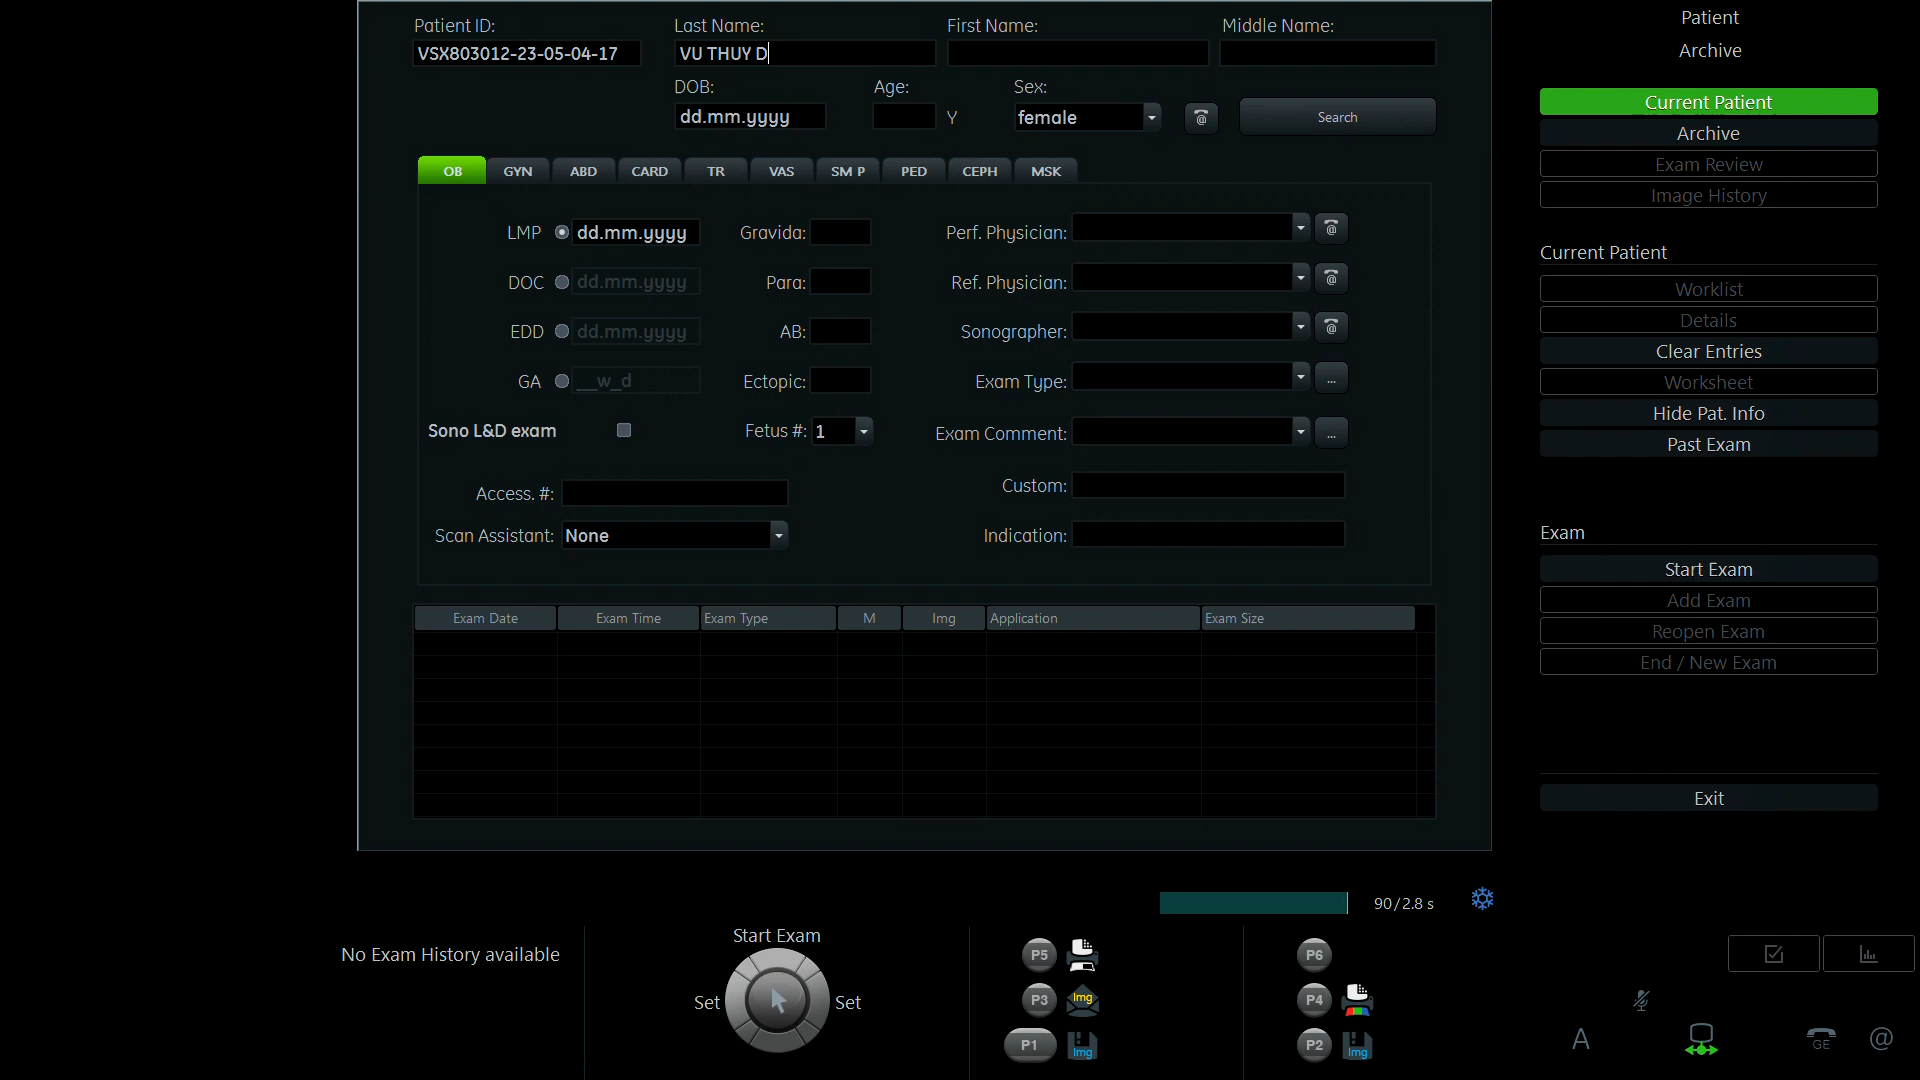 Patient ID: Last Name: First Name: Middle Name:
VSX803012-23-05-04-17 VU THUY D
DOB: Age: Sex:
dd.mm.yyyy Y female @ Search
OB GYN ABD CARD TR VAS SM P PED CEPH MSK
LMP dd.mm.yyyy Gravida: Perf. Physician: @
DOC dd.mm.yyyy Para: Ref. Physician: @
EDD dd.mm.yyyy AB: Sonographer: @
GA __w_d Ectopic: Exam Type: ...
Sono L&D exam Fetus #: 1 Exam Comment: ...
Access. #: Custom:
Scan Assistant: None Indication:
Exam Date Exam Time Exam Type M Img Application Exam Size
Patient
Archive
Current Patient
Archive
Exam Review
Image History
Current Patient
Worklist
Details
Clear Entries
Worksheet
Hide Pat. Info
Past Exam
Exam
Start Exam
Add Exam
Reopen Exam
End / New Exam
Exit
90/2.8 s
No Exam History available
Start Exam
Set Set
P5 P6
P3 Img P4
P1 Img P2 Img
A GE @